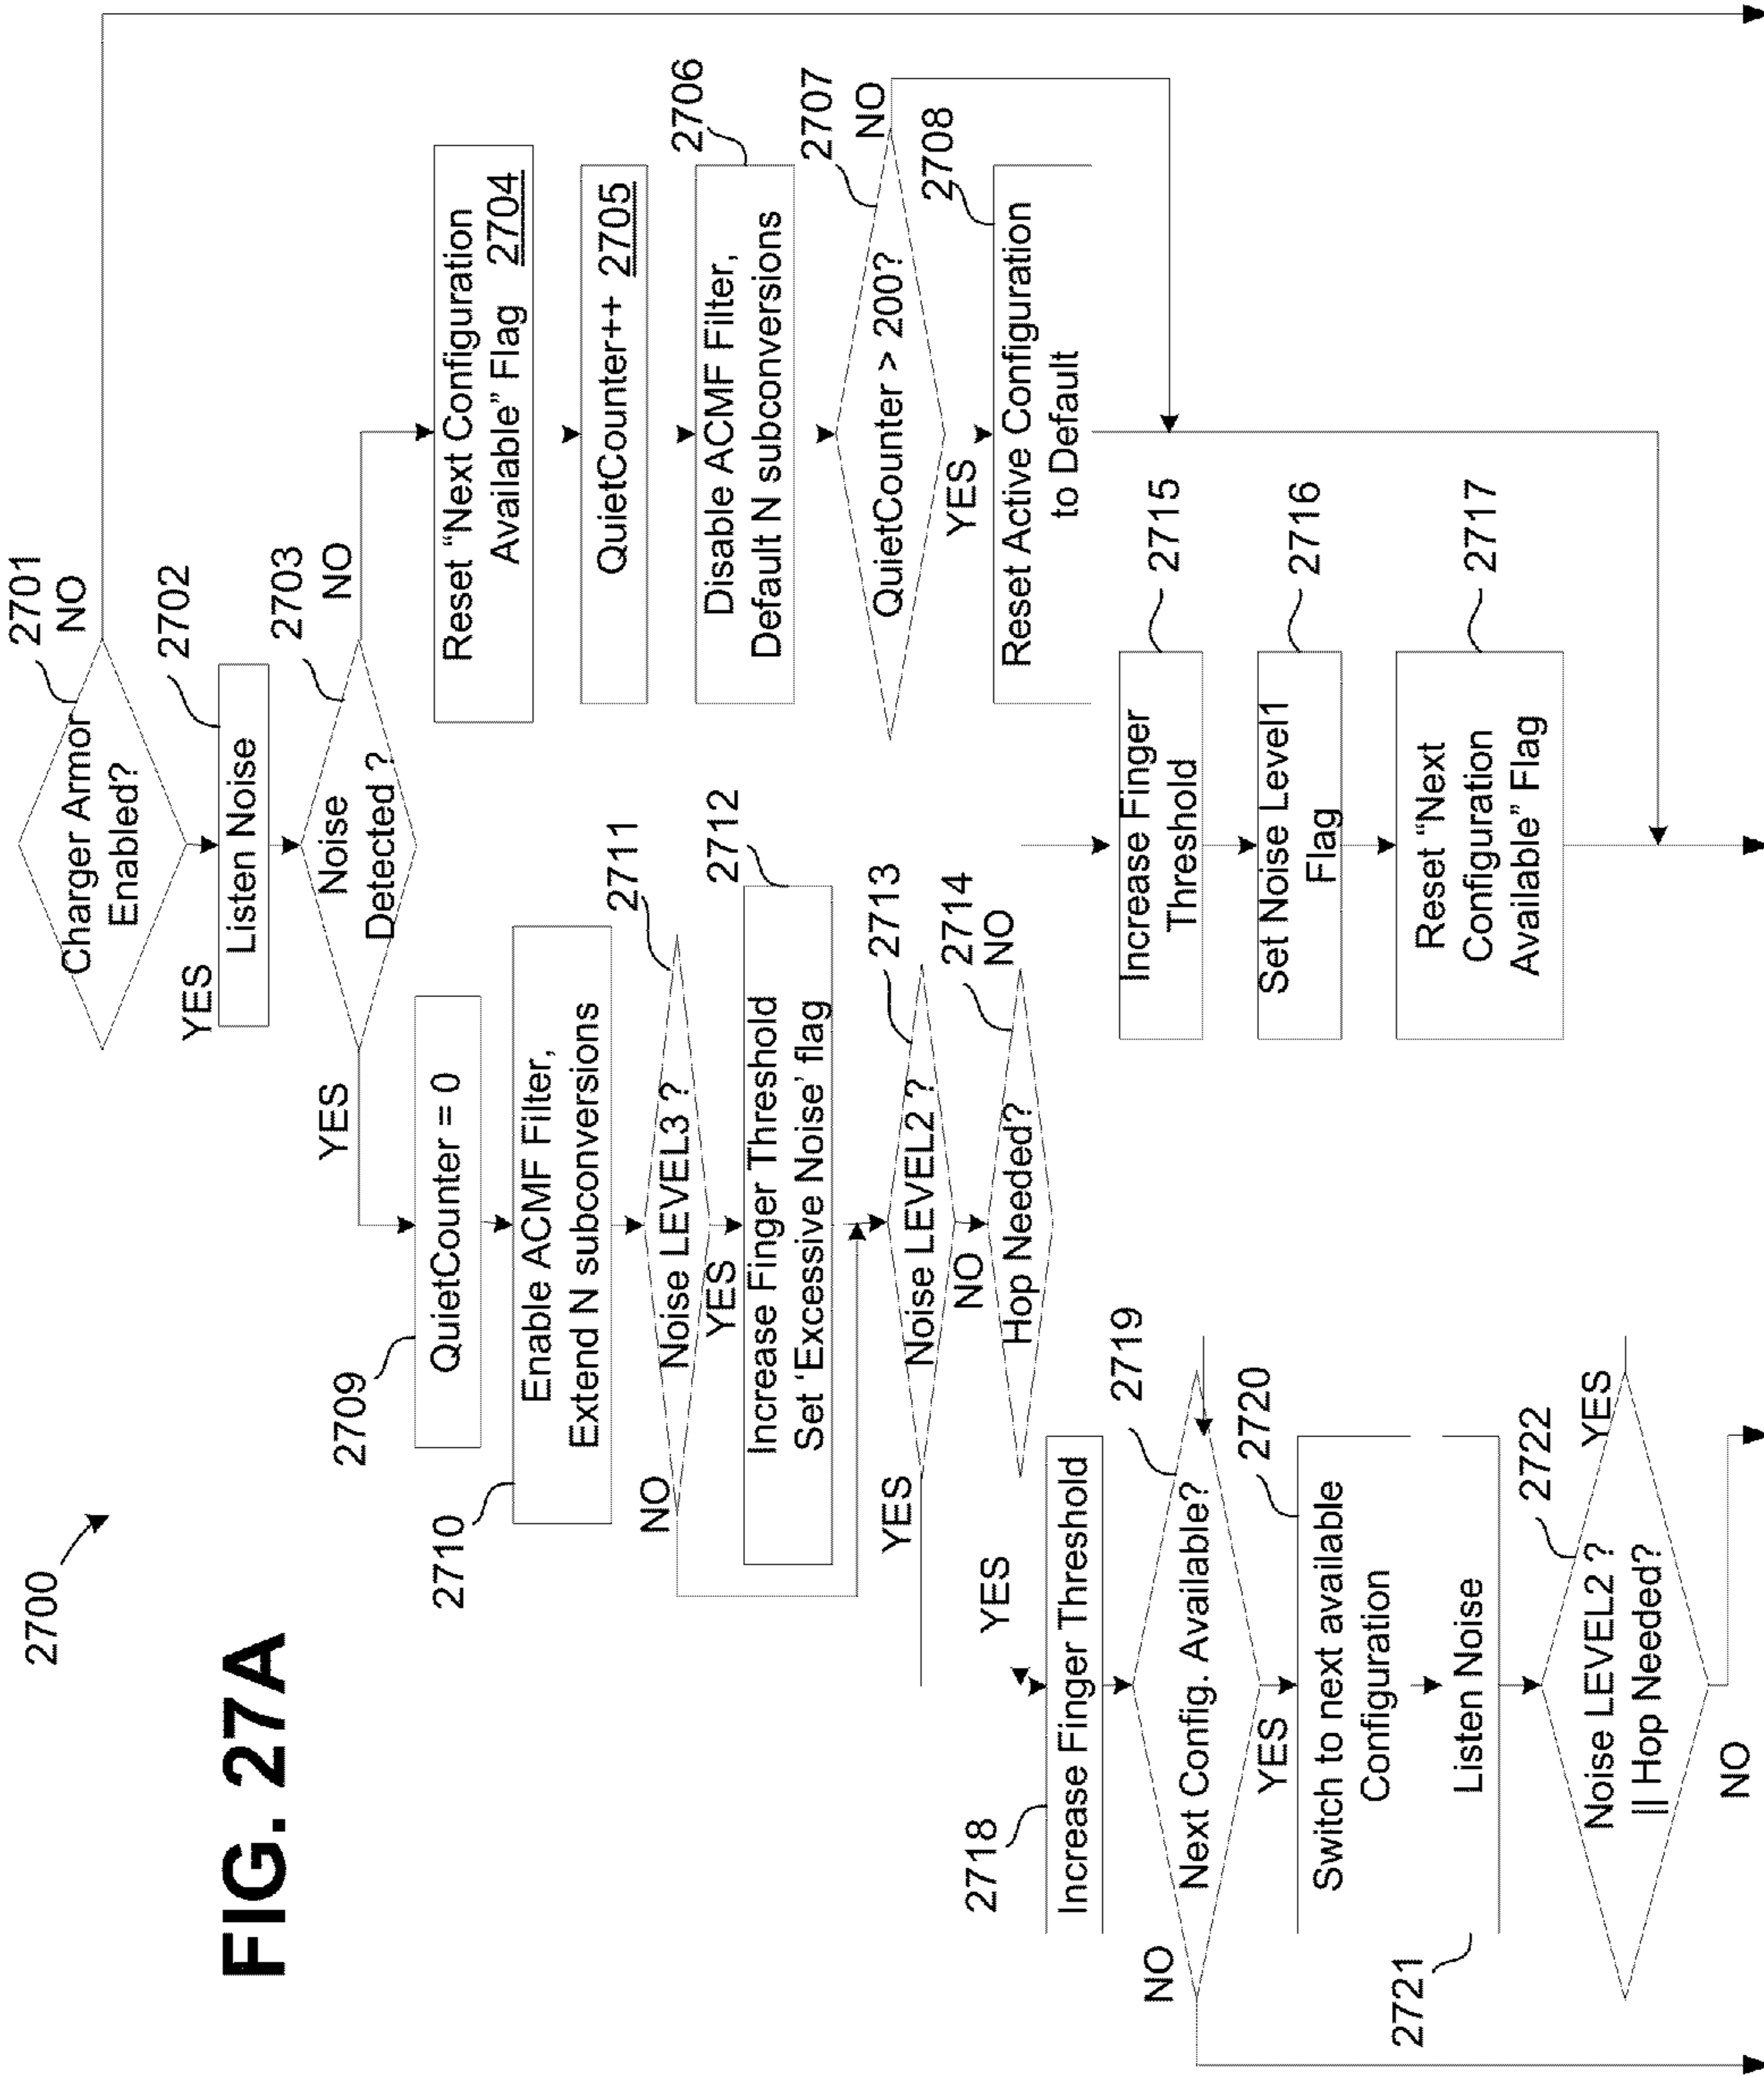 FIG. 27A
2700
Charger Armor
Enabled?
2701
NO
YES
Listen Noise
2702
Noise
Detected ?
2703
NO
YES
Reset “Next Configuration
Available” Flag 2704
QuietCounter++ 2705
Disable ACMF Filter,
Default N subconversions
2706
QuietCounter > 200?
2707
NO
YES
Reset Active Configuration
to Default
2708
QuietCounter = 0
2709
Enable ACMF Filter,
Extend N subconversions
2710
Noise LEVEL3 ?
2711
NO
YES
Increase Finger Threshold
Set ‘Excessive Noise’ flag
2712
Noise LEVEL2 ?
2713
YES
NO
Hop Needed?
2714
NO
YES
Increase Finger
Threshold
2715
Set Noise Level1
Flag
2716
Reset “Next
Configuration
Available” Flag
2717
Increase Finger Threshold
2718
Next Config. Available?
2719
NO
YES
Switch to next available
Configuration
2720
Listen Noise
2721
Noise LEVEL2 ?
|| Hop Needed?
2722
YES
NO